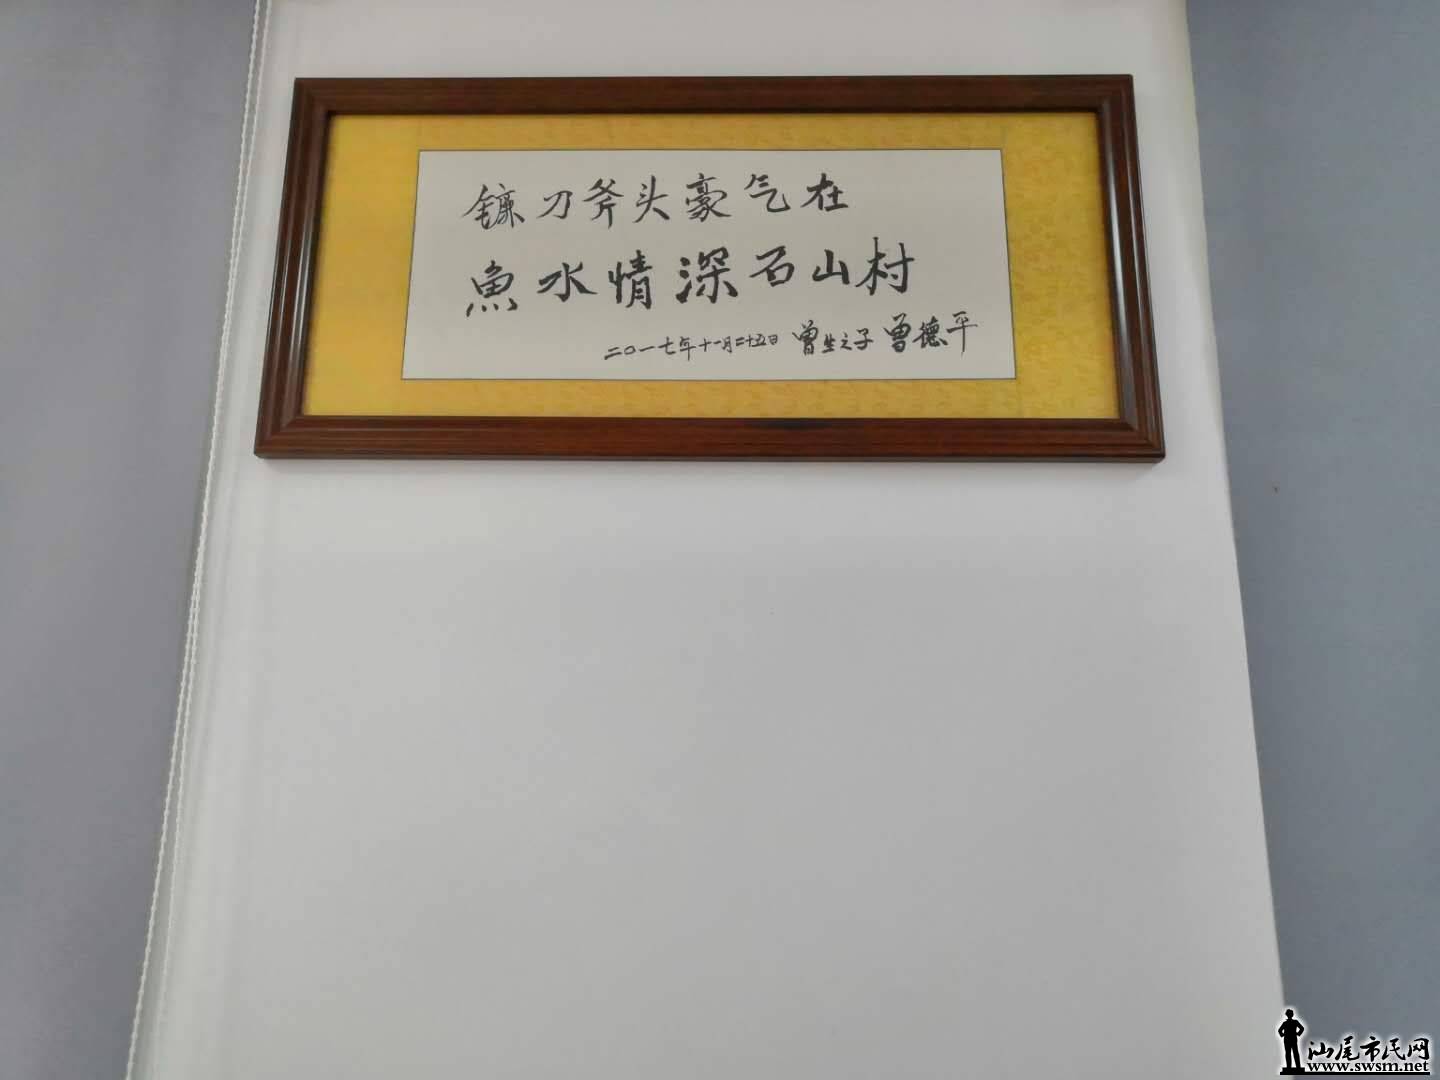 镰刀斧头豪气在
魚水情深石山村
二〇一七年十一月二十五日 曾生之子 曾德平
汕尾市民网
www.swsm.net